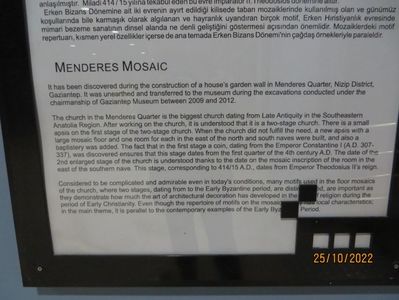 anlaşılmıştır. Miladi 414 / 15 yılına tekabül eden bu evre İmparator II. Theodosios dönemine aittir.
Erken Bizans Dönemine ait iki evrenin ayırt edildiği kilisede taban mozaiklerinde kullanılmış olan ve günümüz
koşullarında bile karmaşık olarak algılanan ve hayranlık uyandıran birçok motif, Erken Hıristiyanlık evresinde
mimari bezeme sanatının dinsel alanda ne denli geliştiğini göstermesi açısından önemlidir. Mozaiklerdeki motif
repertuarı, kısmen yerel özellikler içerse de ana temada Erken Bizans Dönemi'nin çağdaş örnekleriyle paraleldir.
MENDERES MOSAIC
It has been discovered during the construction of a house's garden wall in Menderes Quarter, Nizip District,
Gaziantep. It was unearthed and transferred to the museum during the excavations conducted under the
chairmanship of Gaziantep Museum between 2009 and 2012.
The church in the Menderes Quarter is the biggest church dating from Late Antiquity in the Southeastern
Anatolia Region. After working on the church, it is understood that it is a two-stage church. There is a small
apsis on the first stage of the two-stage church. When the church did not fulfill the need, a new apsis with a
large mosaic floor and one room for each in the east of the north and south naves were built, and also a
baptistery was added. The fact that in the first stage a coin, dating from the Emperor Constantine I (A.D. 307-
337), was discovered ensures that this stage dates from the first quarter of the 4th century A.D. The date of the
2nd enlarged stage of the church is understood thanks to the date on the mosaic inscription of the room in the
east of the southern nave. This stage, corresponding to 414/15 A.D., dates from Emperor Theodosius II's reign.
Considered to be complicated and admirable even in today's conditions, many motifs used in the floor mosaics
of the church, where two stages, dating from to the Early Byzantine period, are distinguished, are important as
they demonstrate how much the art of architectural decoration has developed in the religion during the
period of Early Christianity. Even though the repertoire of motifs on the mosaics local characteristics,
in the main theme, it is parallel to the contemporary examples of the Early Byz Period.
25/10/2022